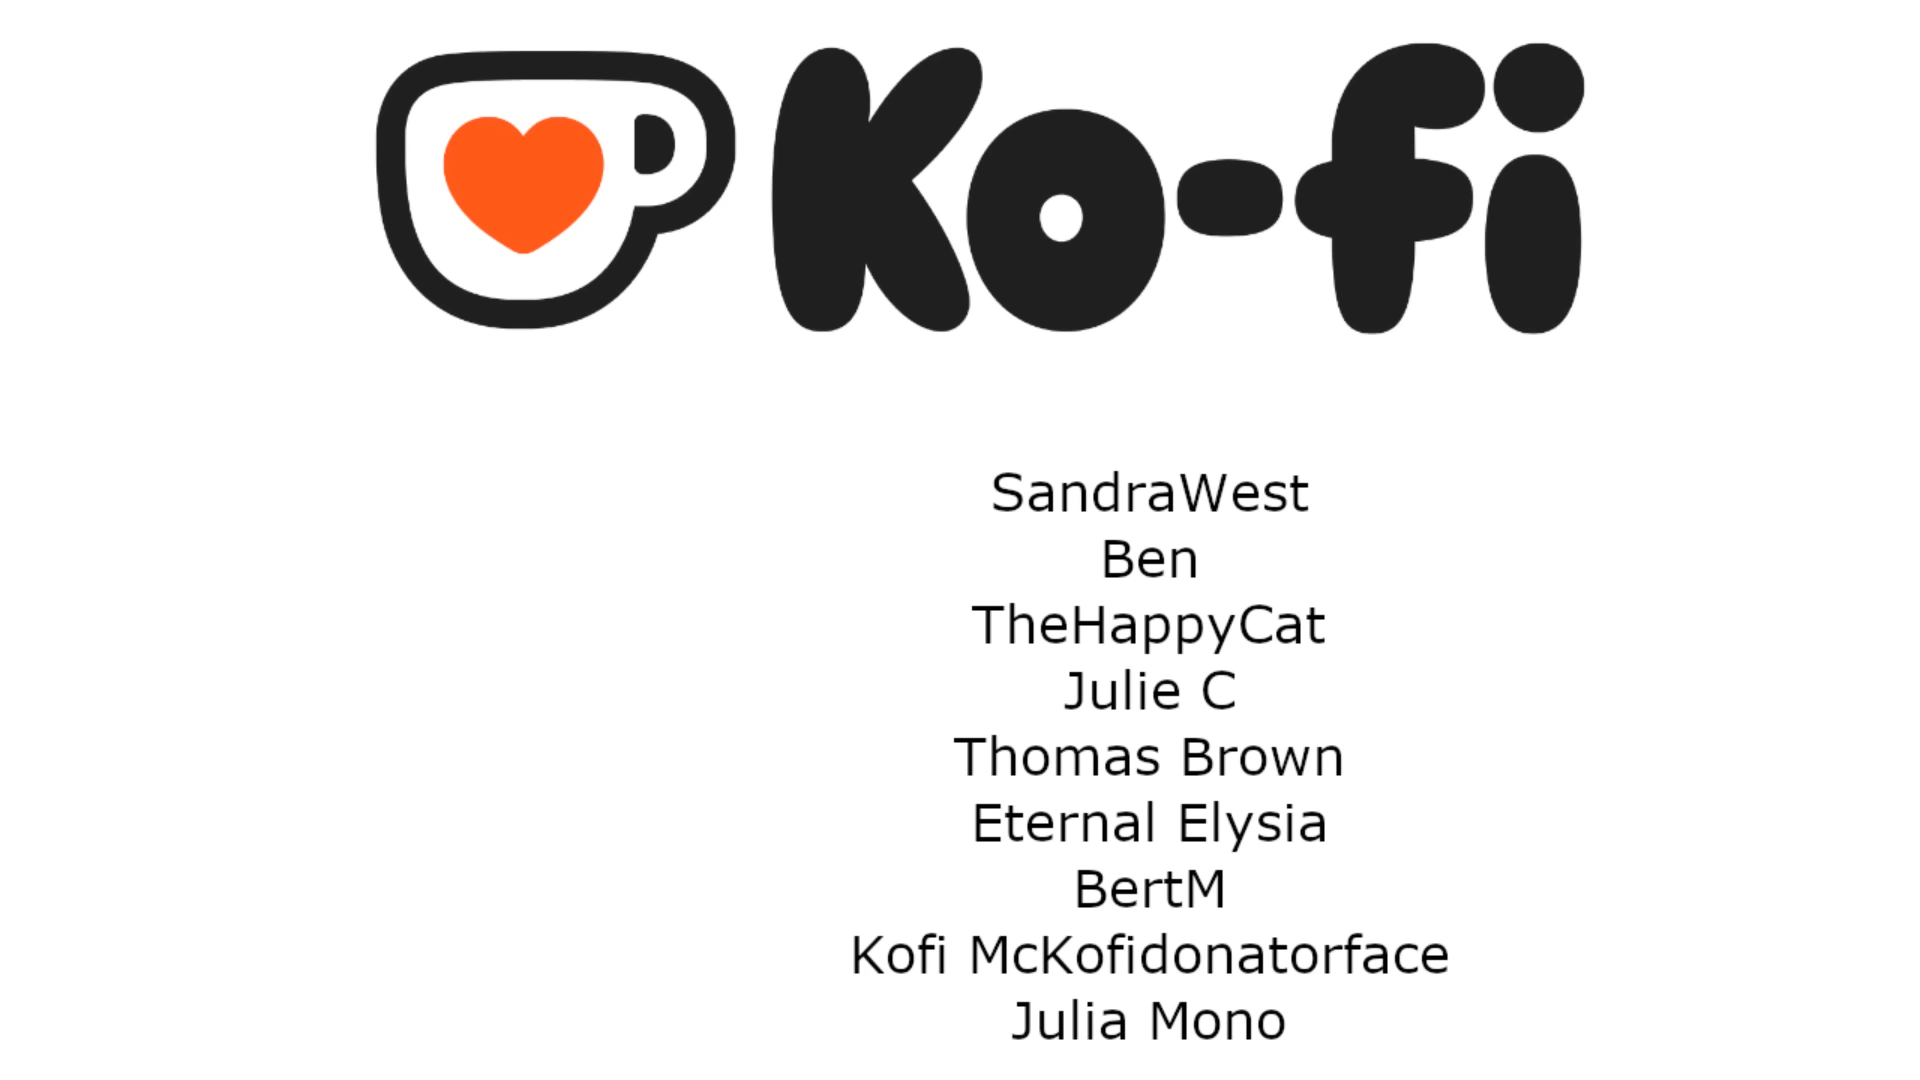 Ko-fi
SandraWest
Ben
TheHappyCat
Julie C
Thomas Brown
Eternal Elysia
BertM
Kofi McKofidonatorface
Julia Mono